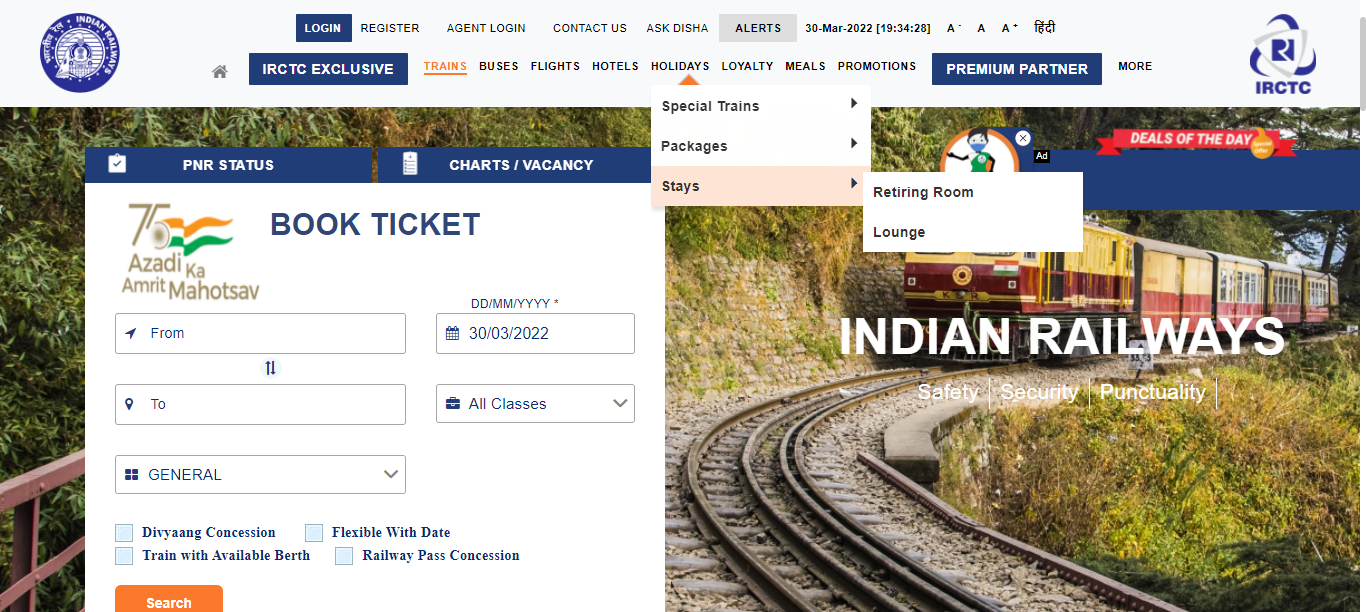 LOGIN REGISTER AGENT LOGIN CONTACT US ASK DISHA ALERTS 30-Mar-2022 [19:34:28] A- A A+ हिंदी
INDIAN RAILWAYS
भारतीय रेल
IRCTC EXCLUSIVE TRAINS BUSES FLIGHTS HOTELS HOLIDAYS LOYALTY MEALS PROMOTIONS PREMIUM PARTNER MORE
IRCTC
Special Trains
Packages
Stays
Retiring Room
Lounge
DEALS OF THE DAY
Special Offer
Ad
PNR STATUS
CHARTS / VACANCY
75
Azadi Ka
Amrit Mahotsav
BOOK TICKET
DD/MM/YYYY *
From
30/03/2022
To
All Classes
GENERAL
Divyaang Concession
Flexible With Date
Train with Available Berth
Railway Pass Concession
Search
INDIAN RAILWAYS
Safety | Security | Punctuality |